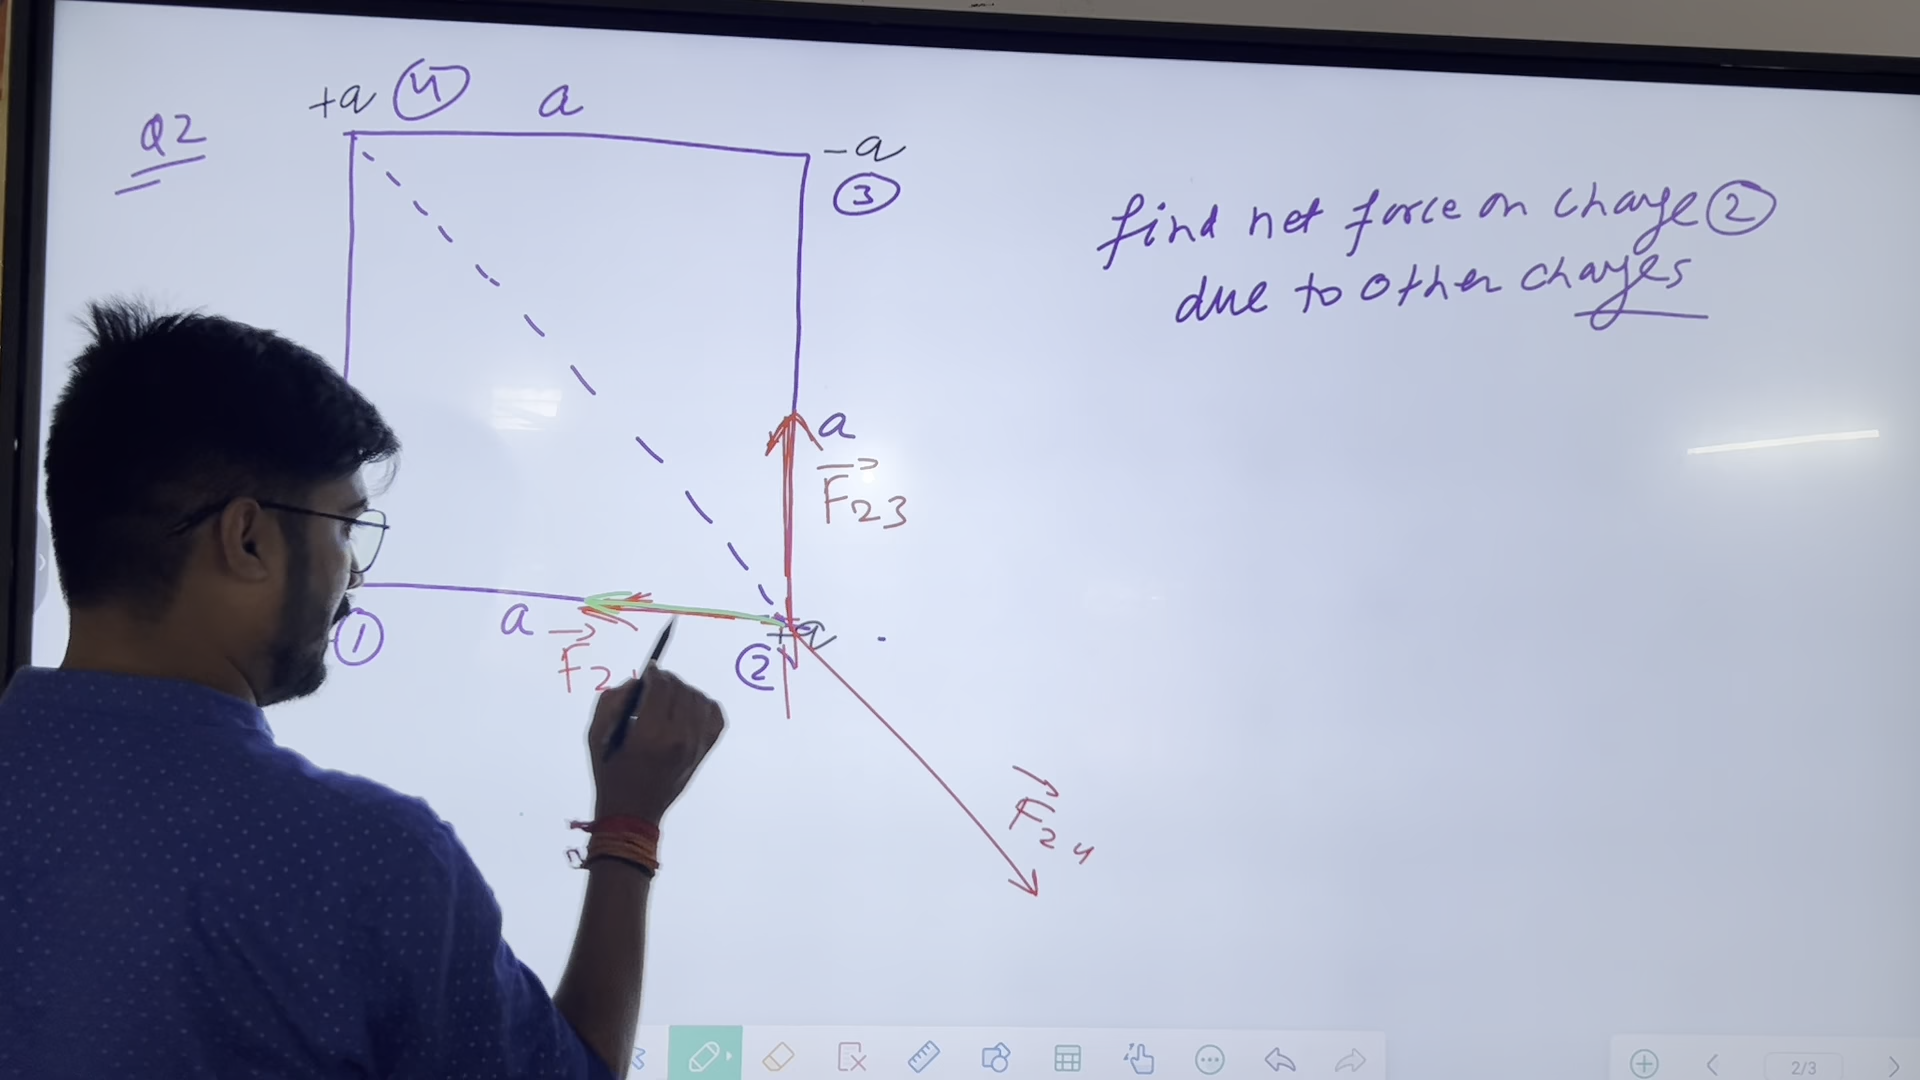 Q2
+Q ④ a
-Q
③
find net force on charge ②
due to other charges
a
F₂₃
① a
+Q
②
F₂₄
2/3